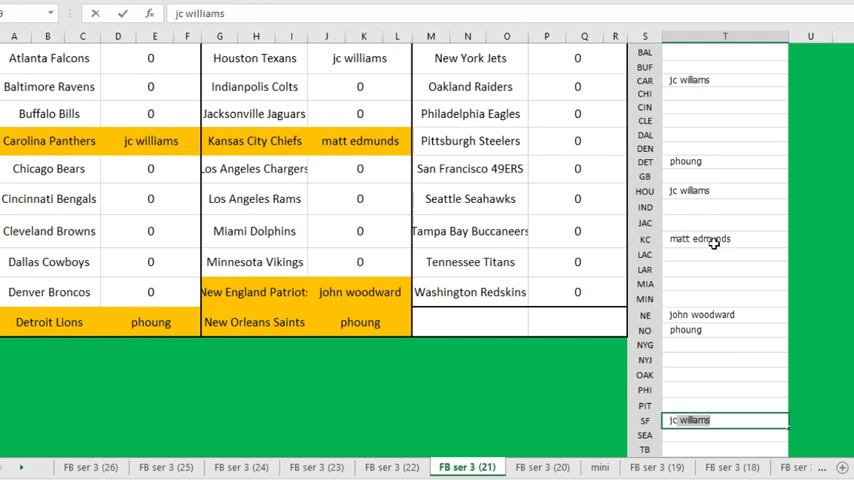 9 fx jc williams
A B C D E F G H I J K L M N O P Q R S T U
Atlanta Falcons 0 Houston Texans jc williams New York Jets 0
Baltimore Ravens 0 Indianpolis Colts 0 Oakland Raiders 0
Buffalo Bills 0 Jacksonville Jaguars 0 Philadelphia Eagles 0
Carolina Panthers jc williams Kansas City Chiefs matt edmunds Pittsburgh Steelers 0
Chicago Bears 0 Los Angeles Chargers 0 San Francisco 49ERS 0
Cincinnati Bengals 0 Los Angeles Rams 0 Seattle Seahawks 0
Cleveland Browns 0 Miami Dolphins 0 Tampa Bay Buccaneers 0
Dallas Cowboys 0 Minnesota Vikings 0 Tennessee Titans 0
Denver Broncos 0 New England Patriots john woodward Washington Redskins 0
Detroit Lions phoung New Orleans Saints phoung
BAL
BUF
CAR jc williams
CHI
CIN
CLE
DAL
DEN
DET phoung
GB
HOU jc williams
IND
JAC
KC matt edmunds
LAC
LAR
MIA
MIN
NE john woodward
NO phoung
NYG
NYJ
OAK
PHI
PIT
SF jc williams
SEA
TB
FB ser 3 (26) FB ser 3 (25) FB ser 3 (24) FB ser 3 (23) FB ser 3 (22) FB ser 3 (21) FB ser 3 (20) mini FB ser 3 (19) FB ser 3 (18) FB ser : ...